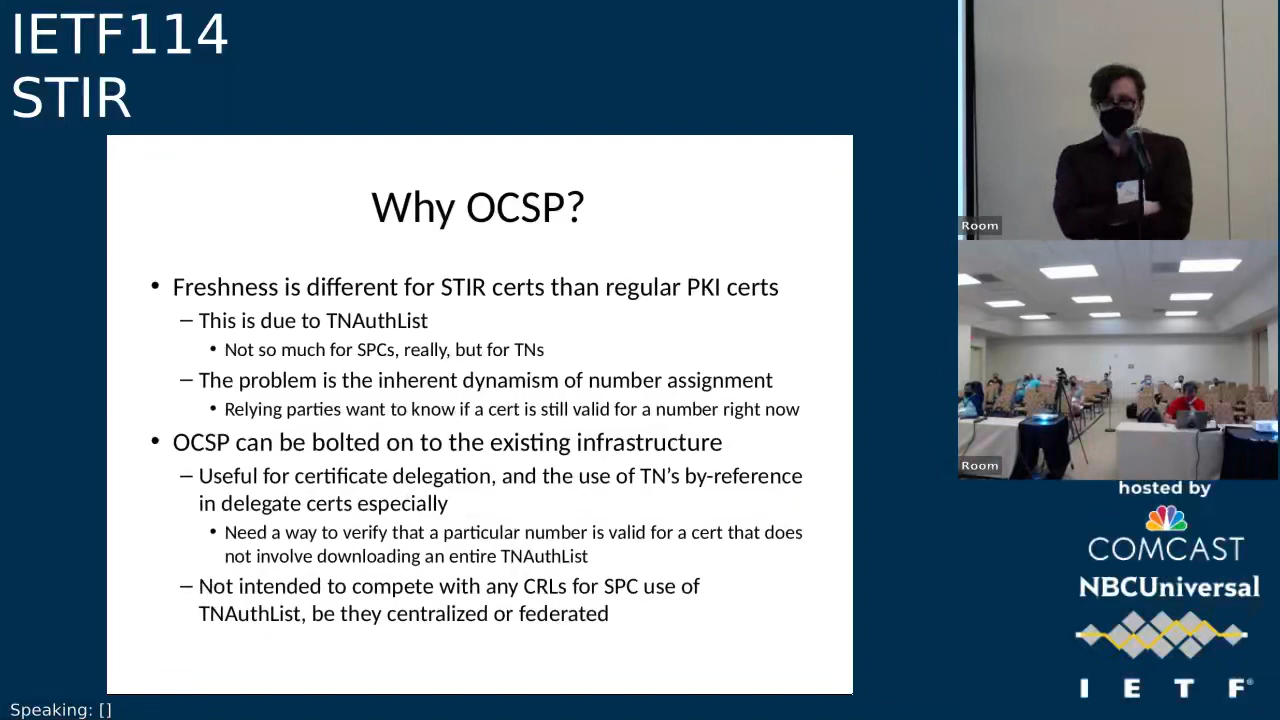 IETF114
STIR
Why OCSP?
• Freshness is different for STIR certs than regular PKI certs
– This is due to TNAuthList
• Not so much for SPCs, really, but for TNs
– The problem is the inherent dynamism of number assignment
• Relying parties want to know if a cert is still valid for a number right now
• OCSP can be bolted on to the existing infrastructure
– Useful for certificate delegation, and the use of TN’s by-reference
in delegate certs especially
• Need a way to verify that a particular number is valid for a cert that does
not involve downloading an entire TNAuthList
– Not intended to compete with any CRLs for SPC use of
TNAuthList, be they centralized or federated
Room
Room
hosted by
COMCAST
NBCUniversal
I E T F®
Speaking: []